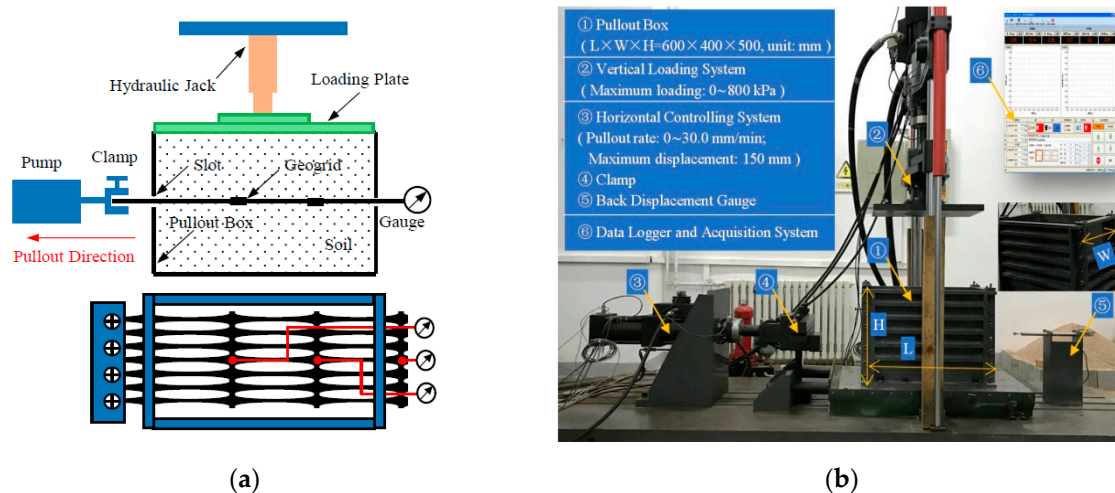 Hydraulic Jack
Loading Plate
Pump
Clamp
Slot
Geogrid
Gauge
Pullout Box
Soil
Pullout Direction
(a)
① Pullout Box
( L×W×H=600×400×500, unit: mm )
② Vertical Loading System
( Maximum loading: 0~800 kPa )
③ Horizontal Controlling System
( Pullout rate: 0~30.0 mm/min;
Maximum displacement: 150 mm )
④ Clamp
⑤ Back Displacement Gauge
⑥ Data Logger and Acquisition System
⑥
②
①
W
③
④
⑤
H
L
(b)